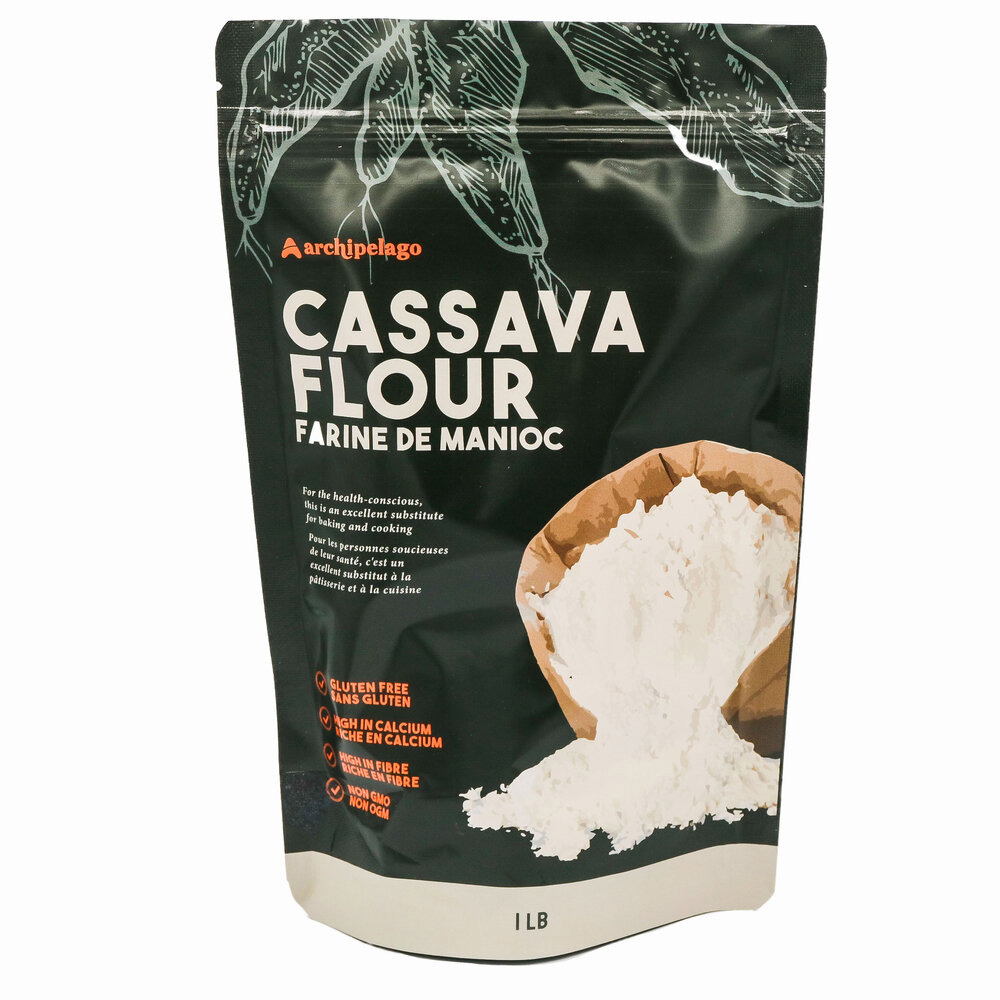 archipelago
CASSAVA
FLOUR
FARINE DE MANIOC
For the health-conscious,
this is an excellent substitute
for baking and cooking
Pour les personnes soucieuses
de leur santé, c'est un
excellent substitut à la
pâtisserie et à la cuisine
GLUTEN FREE
SANS GLUTEN
HIGH IN CALCIUM
RICHE EN CALCIUM
HIGH IN FIBRE
RICHE EN FIBRE
NON GMO
NON OGM
1 LB